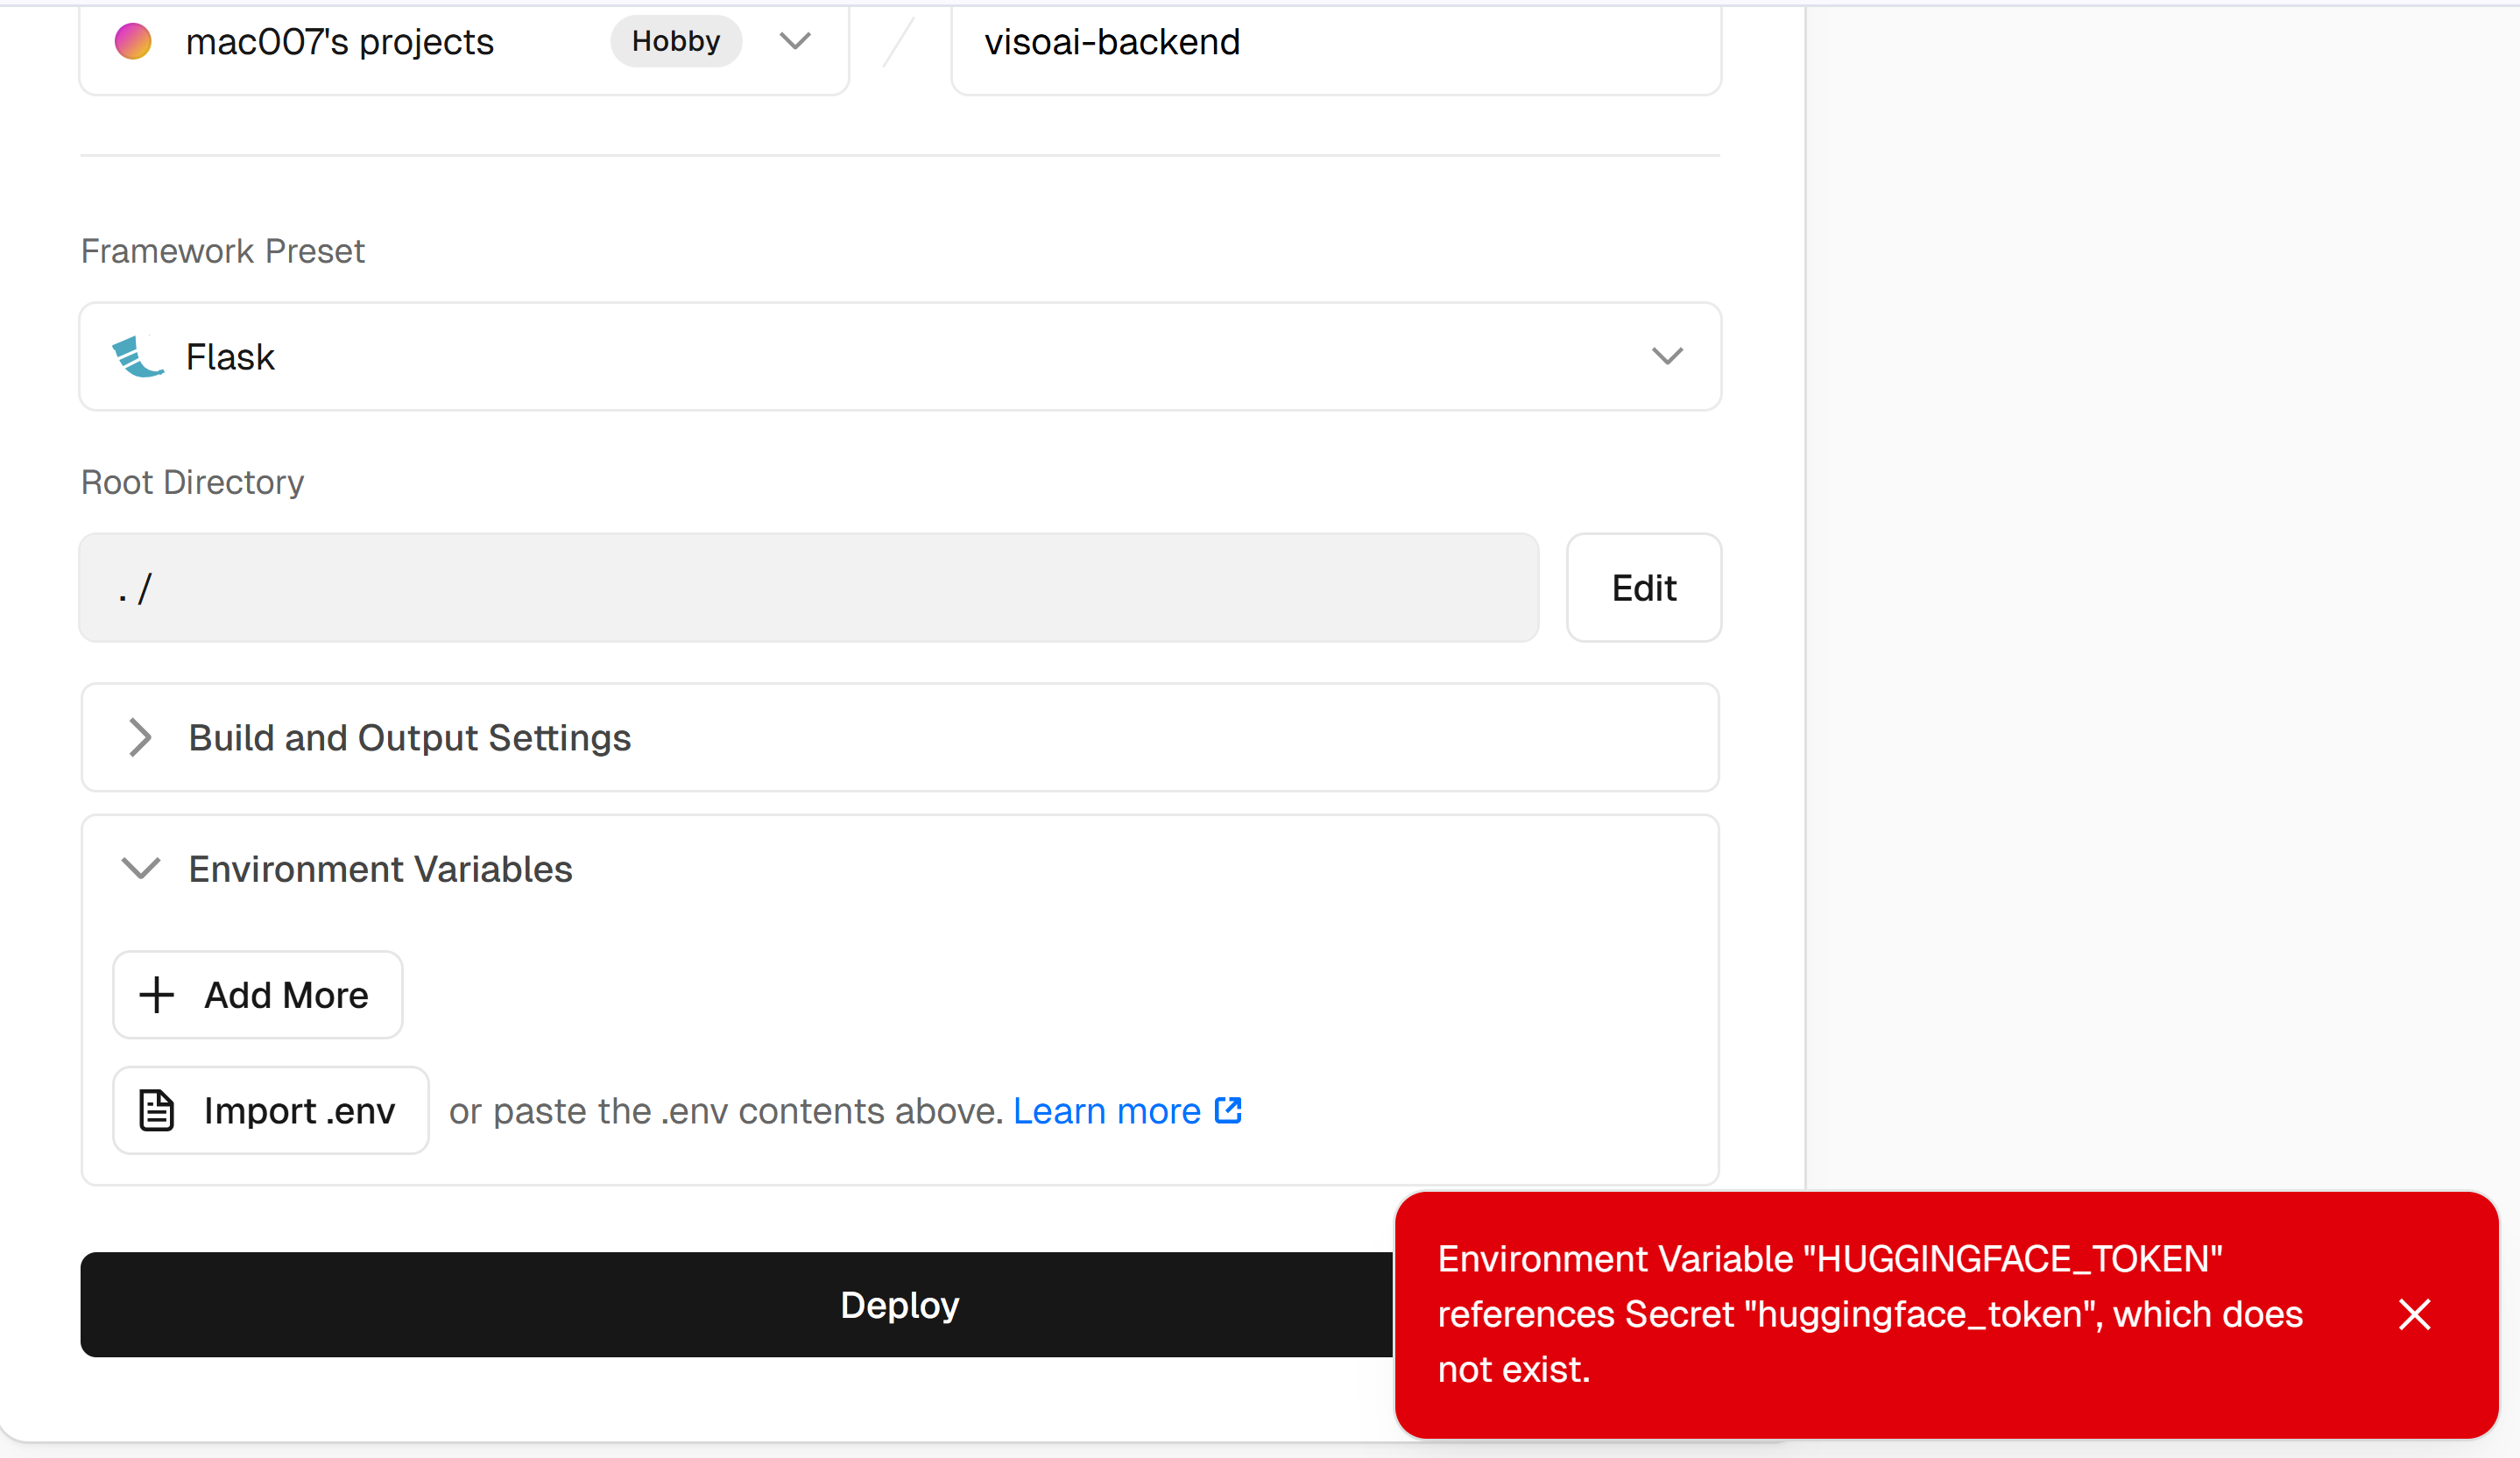 mac007's projects Hobby visoai-backend
Framework Preset
Flask
Root Directory
./ Edit
Build and Output Settings
Environment Variables
Add More
Import .env or paste the .env contents above. Learn more
Deploy
Environment Variable "HUGGINGFACE_TOKEN"
references Secret "huggingface_token", which does
not exist.